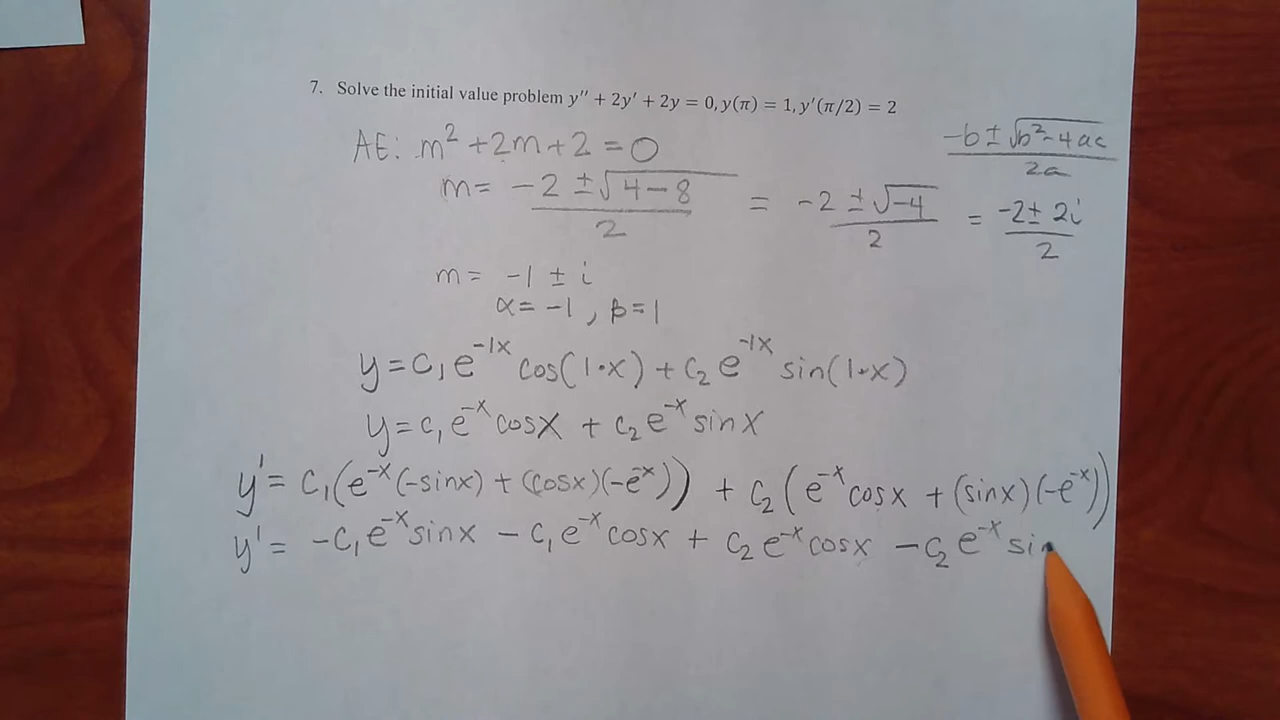 7. Solve the initial value problem y″ + 2y′ + 2y = 0, y(π) = 1, y′(π/2) = 2
AE: m² + 2m + 2 = 0
(-b ± √(b² - 4ac))/(2a)
m = (-2 ± √(4 - 8))/2 = (-2 ± √(-4))/2 = (-2 ± 2i)/2
m = -1 ± i
α = -1, β = 1
y = c₁e^(-1x) cos(1·x) + c₂e^(-1x) sin(1·x)
y = c₁e^(-x) cosx + c₂e^(-x) sinx
y' = c₁(e^(-x)(-sinx) + (cosx)(-e^(-x))) + c₂(e^(-x)cosx + (sinx)(-e^(-x)))
y' = -c₁e^(-x)sinx - c₁e^(-x)cosx + c₂e^(-x)cosx - c₂e^(-x)sin